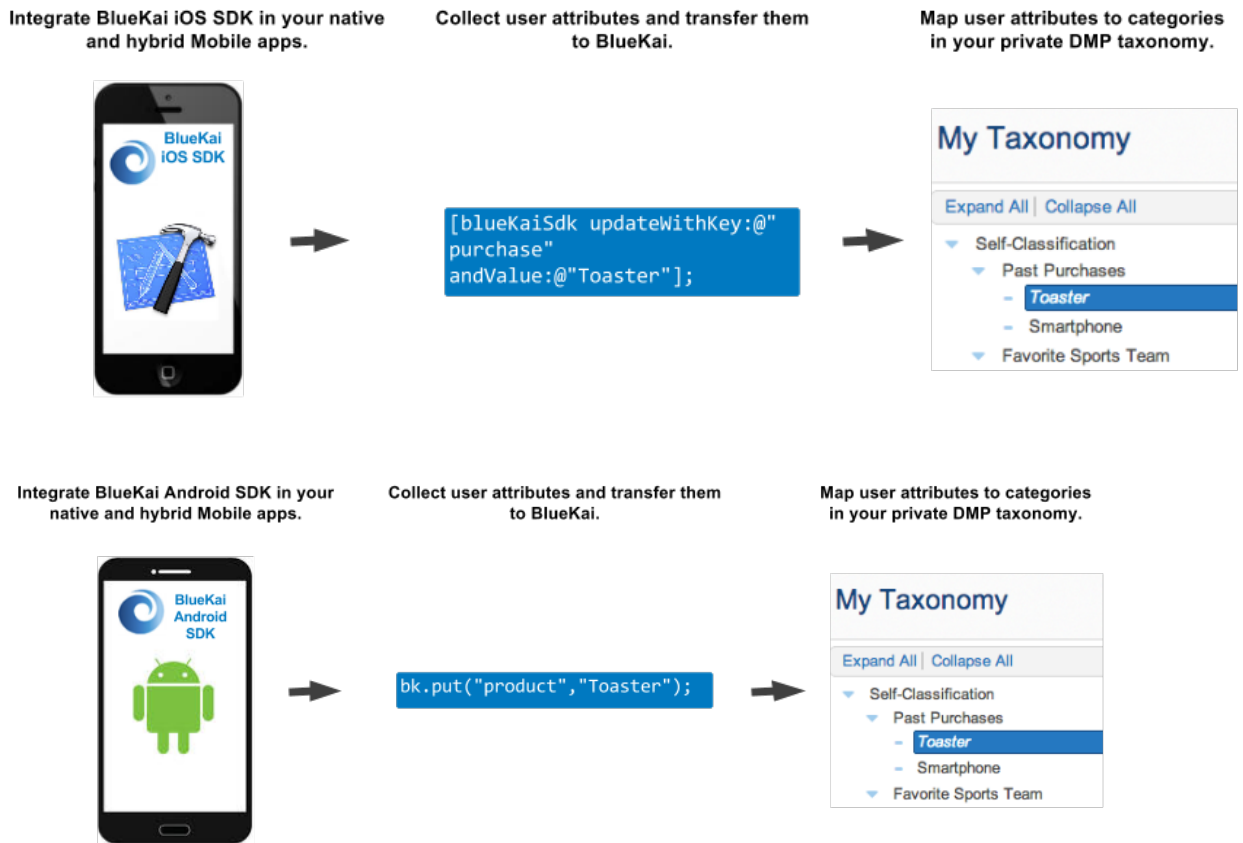 Integrate BlueKai iOS SDK in your native
and hybrid Mobile apps.
Collect user attributes and transfer them
to BlueKai.
Map user attributes to categories
in your private DMP taxonomy.
BlueKai
iOS SDK
[blueKaiSdk updateWithKey:@"
purchase"
andValue:@"Toaster"];
My Taxonomy
Expand All | Collapse All
Self-Classification
Past Purchases
Toaster
Smartphone
Favorite Sports Team
Integrate BlueKai Android SDK in your
native and hybrid Mobile apps.
Collect user attributes and transfer them
to BlueKai.
Map user attributes to categories
in your private DMP taxonomy.
BlueKai
Android
SDK
bk.put("product","Toaster");
My Taxonomy
Expand All | Collapse All
Self-Classification
Past Purchases
Toaster
Smartphone
Favorite Sports Team